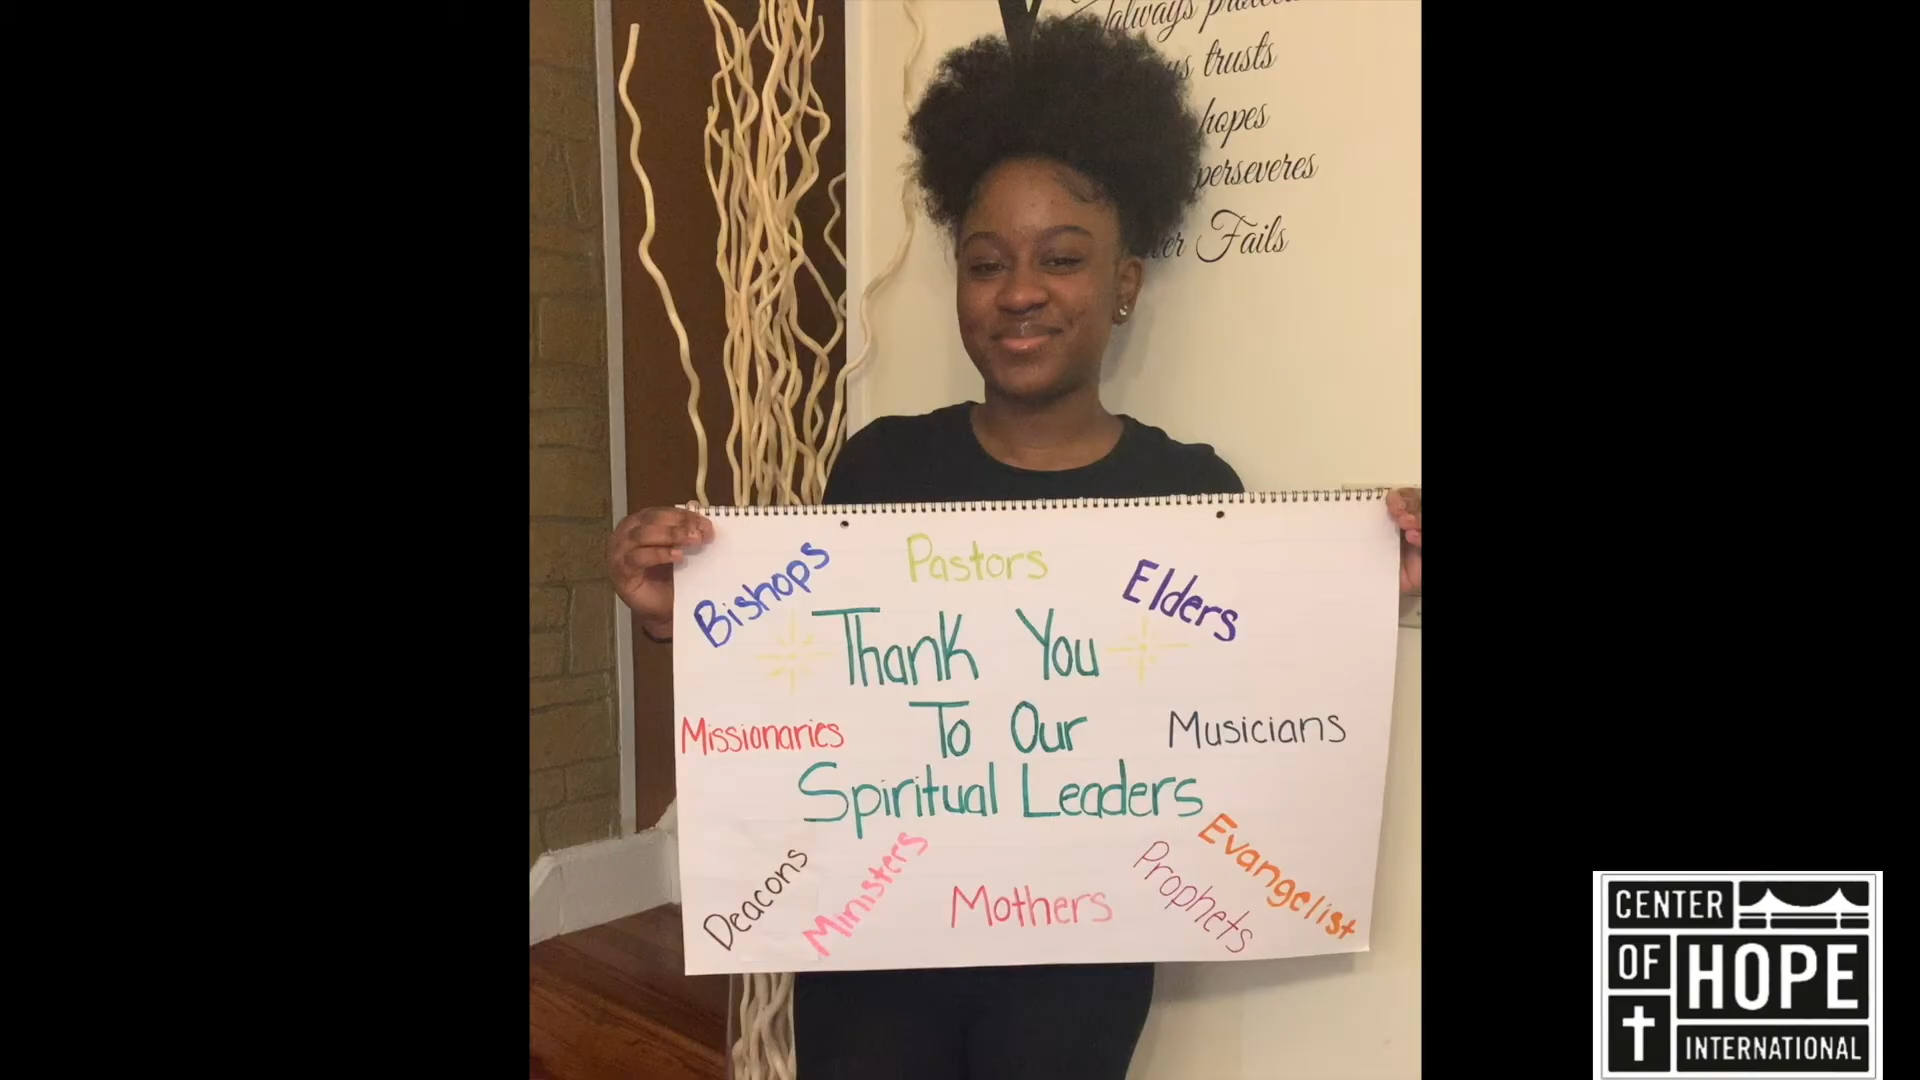 always
trusts
hopes
perseveres
Fails
Bishops
Pastors
Elders
Thank You
To Our
Spiritual Leaders
Missionaries
Musicians
Deacons
Ministers
Mothers
Prophets
Evangelist
CENTER
OF HOPE
INTERNATIONAL